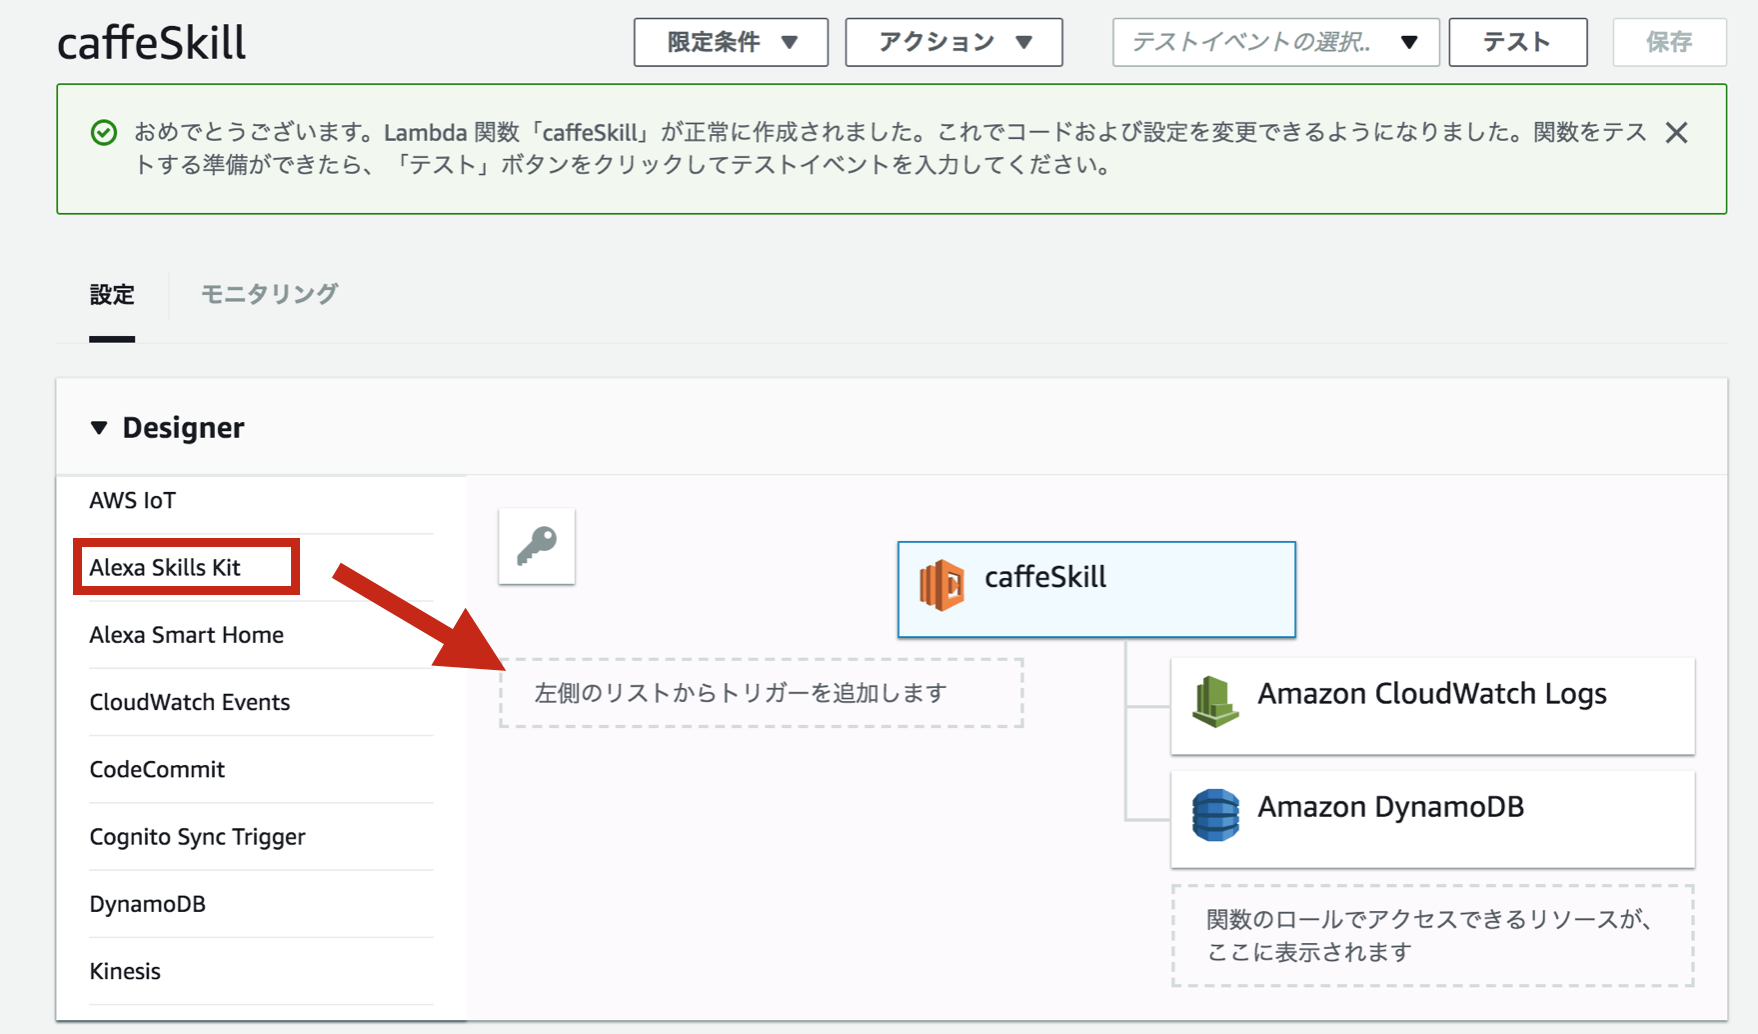 caffeSkill
限定条件
アクション
テストイベントの選択..
テスト
保存
おめでとうございます。Lambda 関数「caffeSkill」が正常に作成されました。これでコードおよび設定を変更できるようになりました。関数をテス
トする準備ができたら、「テスト」ボタンをクリックしてテストイベントを入力してください。
設定
モニタリング
Designer
AWS IoT
Alexa Skills Kit
Alexa Smart Home
CloudWatch Events
CodeCommit
Cognito Sync Trigger
DynamoDB
Kinesis
caffeSkill
左側のリストからトリガーを追加します
Amazon CloudWatch Logs
Amazon DynamoDB
関数のロールでアクセスできるリソースが、
ここに表示されます